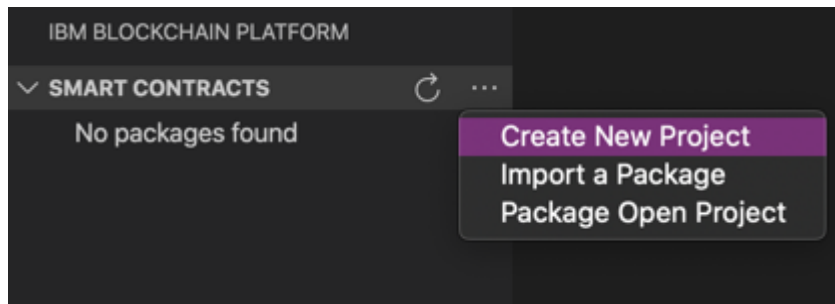 IBM BLOCKCHAIN PLATFORM
SMART CONTRACTS
No packages found
Create New Project
Import a Package
Package Open Project